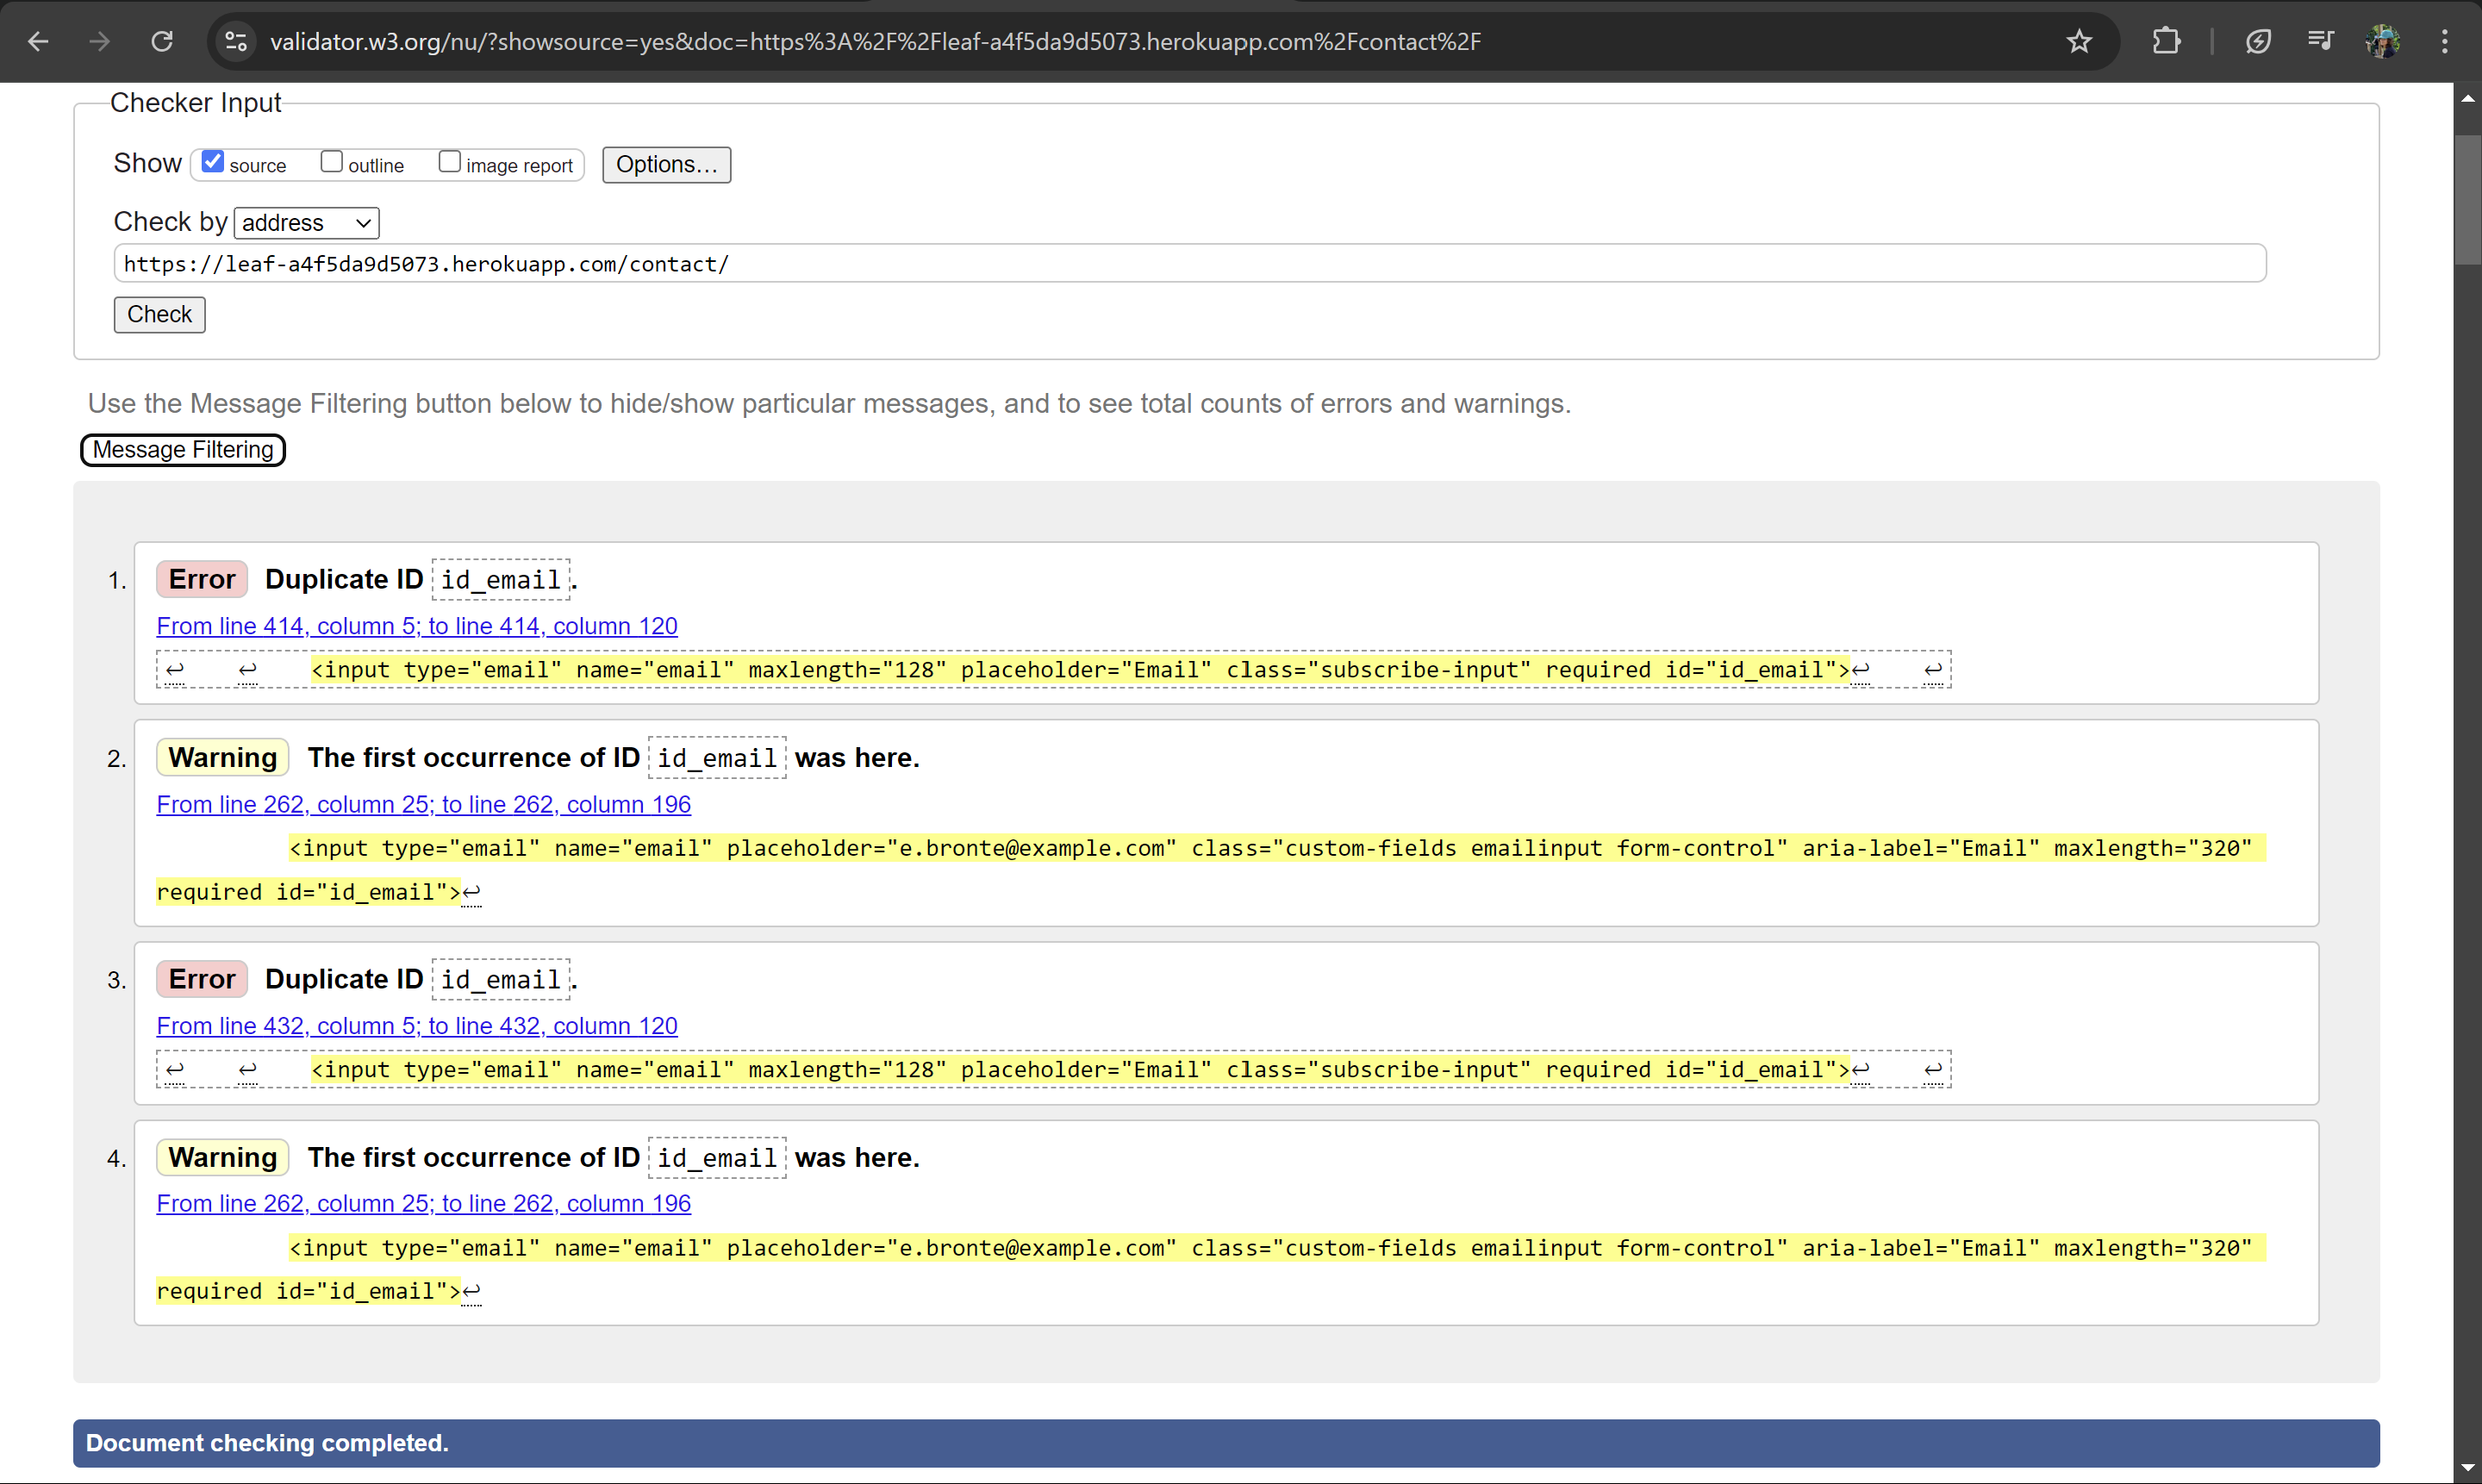 validator.w3.org/nu/?showsource=yes&doc=https%3A%2F%2Fleaf-a4f5da9d5073.herokuapp.com%2Fcontact%2F
Checker Input
Show source outline image report Options...
Check by address
https://leaf-a4f5da9d5073.herokuapp.com/contact/
Check
Use the Message Filtering button below to hide/show particular messages, and to see total counts of errors and warnings.
Message Filtering
1. Error Duplicate ID id_email.
From line 414, column 5; to line 414, column 120
↩ ↩ <input type="email" name="email" maxlength="128" placeholder="Email" class="subscribe-input" required id="id_email">↩ ↩
2. Warning The first occurrence of ID id_email was here.
From line 262, column 25; to line 262, column 196
<input type="email" name="email" placeholder="e.bronte@example.com" class="custom-fields emailinput form-control" aria-label="Email" maxlength="320"
required id="id_email">↩
3. Error Duplicate ID id_email.
From line 432, column 5; to line 432, column 120
↩ ↩ <input type="email" name="email" maxlength="128" placeholder="Email" class="subscribe-input" required id="id_email">↩ ↩
4. Warning The first occurrence of ID id_email was here.
From line 262, column 25; to line 262, column 196
<input type="email" name="email" placeholder="e.bronte@example.com" class="custom-fields emailinput form-control" aria-label="Email" maxlength="320"
required id="id_email">↩
Document checking completed.